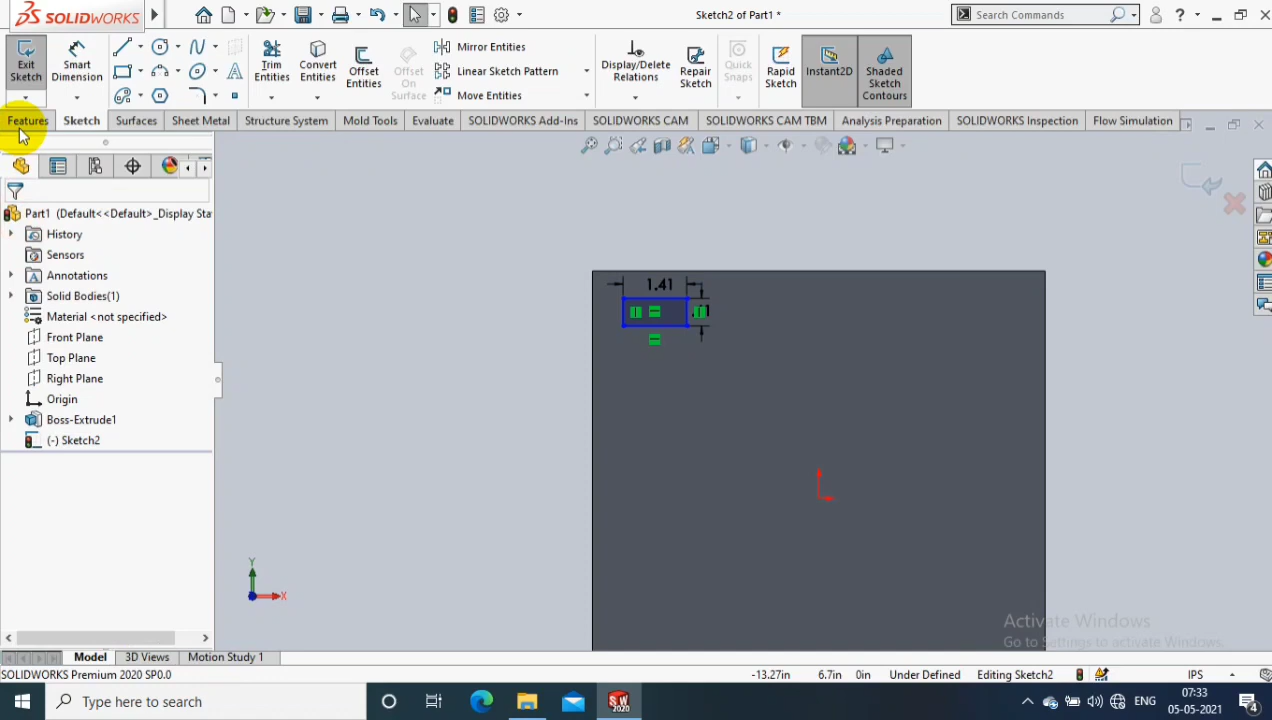 SOLIDWORKS
Sketch2 of Part1 *
Search Commands
Exit Sketch
Smart Dimension
Trim Entities
Convert Entities
Offset Entities
Offset On Surface
Mirror Entities
Linear Sketch Pattern
Move Entities
Display/Delete Relations
Repair Sketch
Quick Snaps
Rapid Sketch
Instant2D
Shaded Sketch Contours
Features
Sketch
Surfaces
Sheet Metal
Structure System
Mold Tools
Evaluate
SOLIDWORKS Add-Ins
SOLIDWORKS CAM
SOLIDWORKS CAM TBM
Analysis Preparation
SOLIDWORKS Inspection
Flow Simulation
Part1 (Default<<Default>_Display Sta
History
Sensors
Annotations
Solid Bodies(1)
Material <not specified>
Front Plane
Top Plane
Right Plane
Origin
Boss-Extrude1
(-) Sketch2
1.41
Y
X
Activate Windows
Go to Settings to activate Windows.
Model
3D Views
Motion Study 1
SOLIDWORKS Premium 2020 SP0.0
-13.27in
6.7in
0in
Under Defined
Editing Sketch2
IPS
Type here to search
SW 2020
ENG
07:33
05-05-2021
4